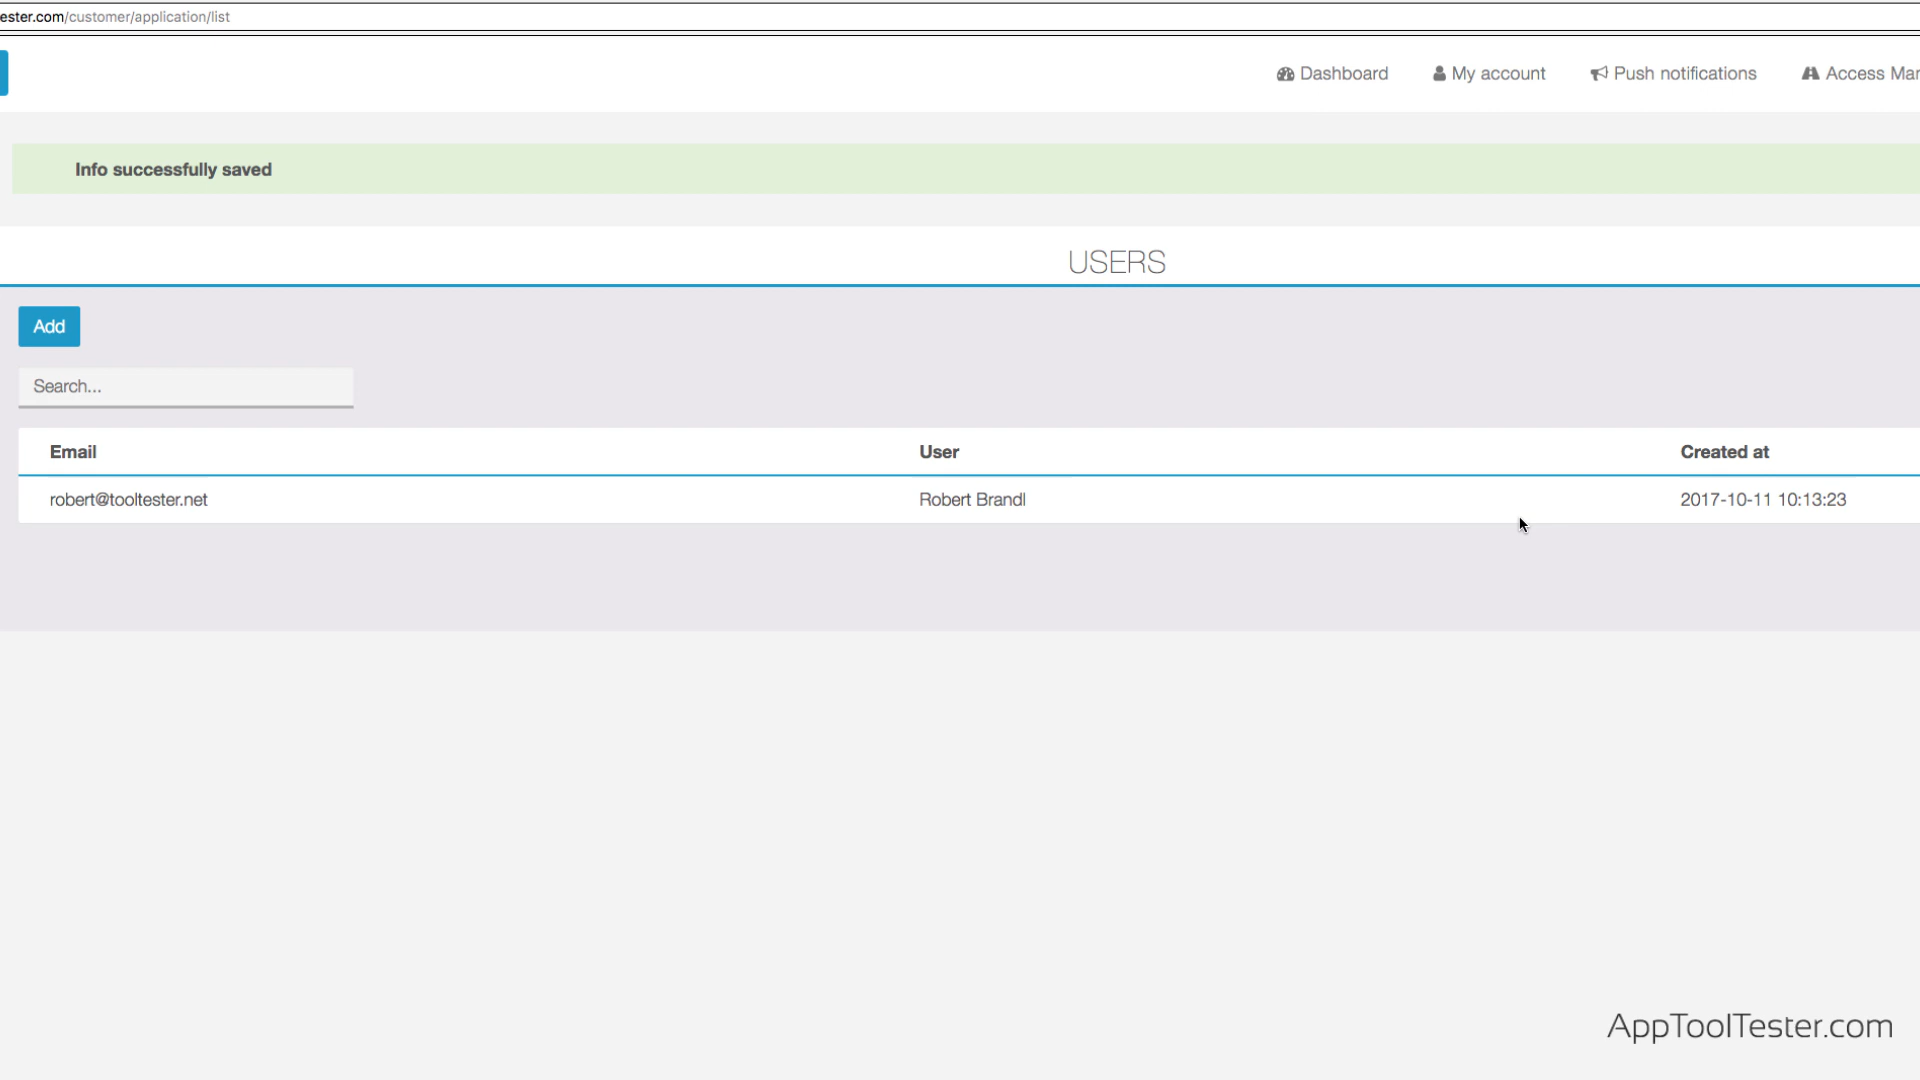 ester.com/customer/application/list
Dashboard My account Push notifications Access Mar
Info successfully saved
USERS
Add
Search...
Email User Created at
robert@tooltester.net Robert Brandl 2017-10-11 10:13:23
AppToolTester.com